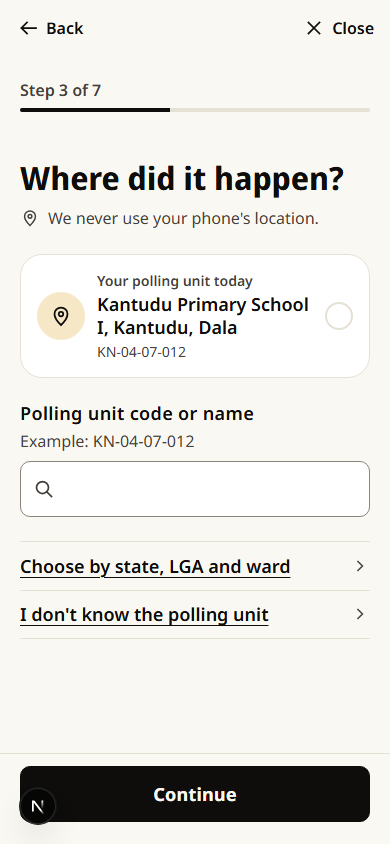 Back
Close
Step 3 of 7
Where did it happen?
We never use your phone's location.
Your polling unit today
Kantudu Primary School
I, Kantudu, Dala
KN-04-07-012
Polling unit code or name
Example: KN-04-07-012
Choose by state, LGA and ward
I don't know the polling unit
Continue
N